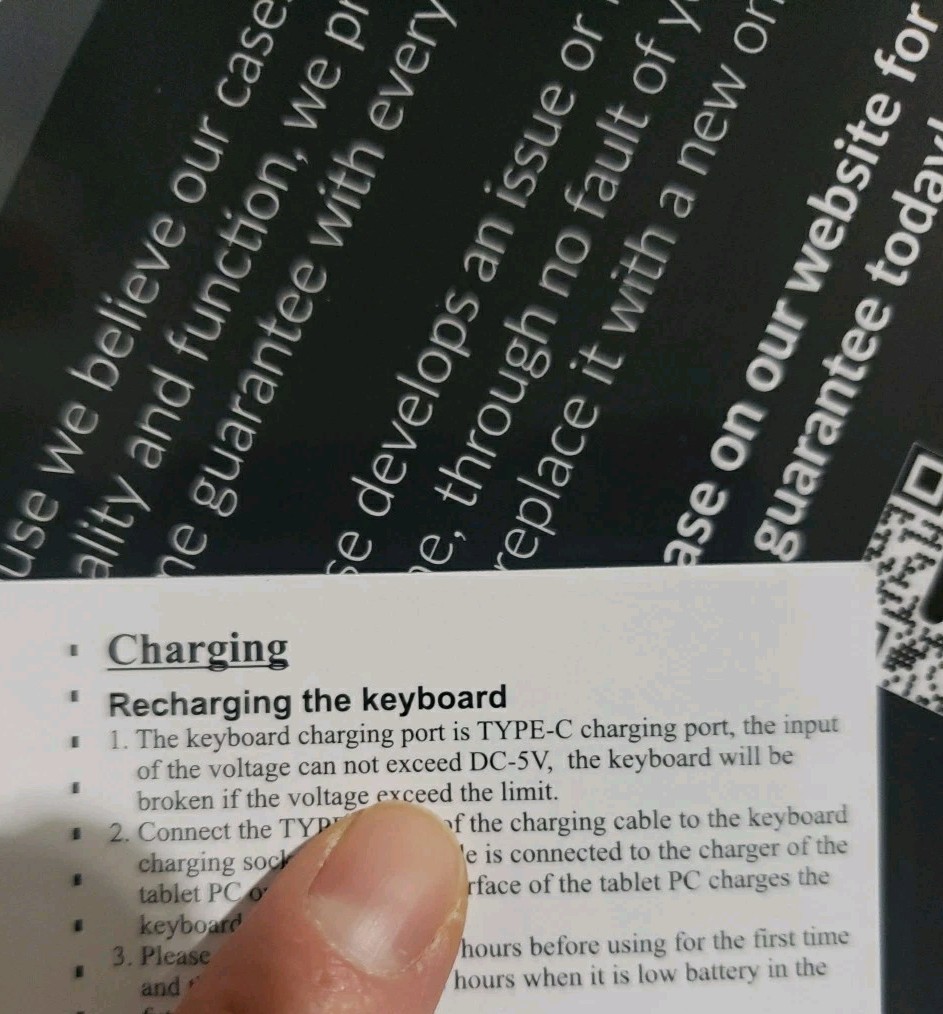 use we believe our case
ality and function, we pr
guarantee with every
develops an issue or
through no fault of
replace it with a new
ase on our website for
guarantee today!
Charging
Recharging the keyboard
1. The keyboard charging port is TYPE-C charging port, the input
of the voltage can not exceed DC-5V, the keyboard will be
broken if the voltage exceed the limit.
2. Connect the of the charging cable to the keyboard
charging is connected to the charger of the
tablet PC of the tablet PC charges the
keyboard
3. Please hours before using for the first time
and hours when it is low battery in the